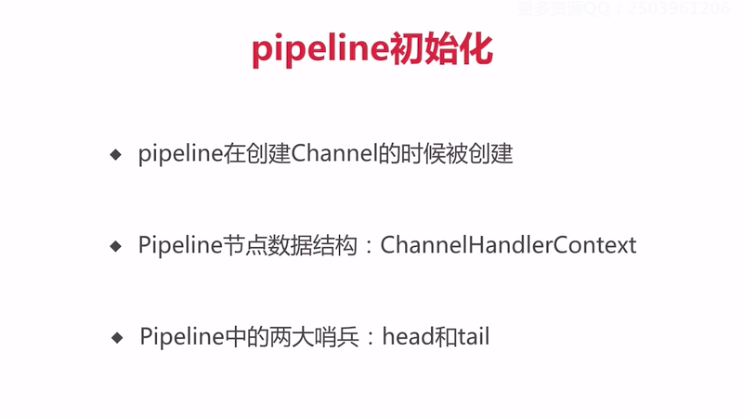 pipeline初始化
◆ pipeline在创建Channel的时候被创建
◆ Pipeline节点数据结构：ChannelHandlerContext
◆ Pipeline中的两大哨兵：head和tail